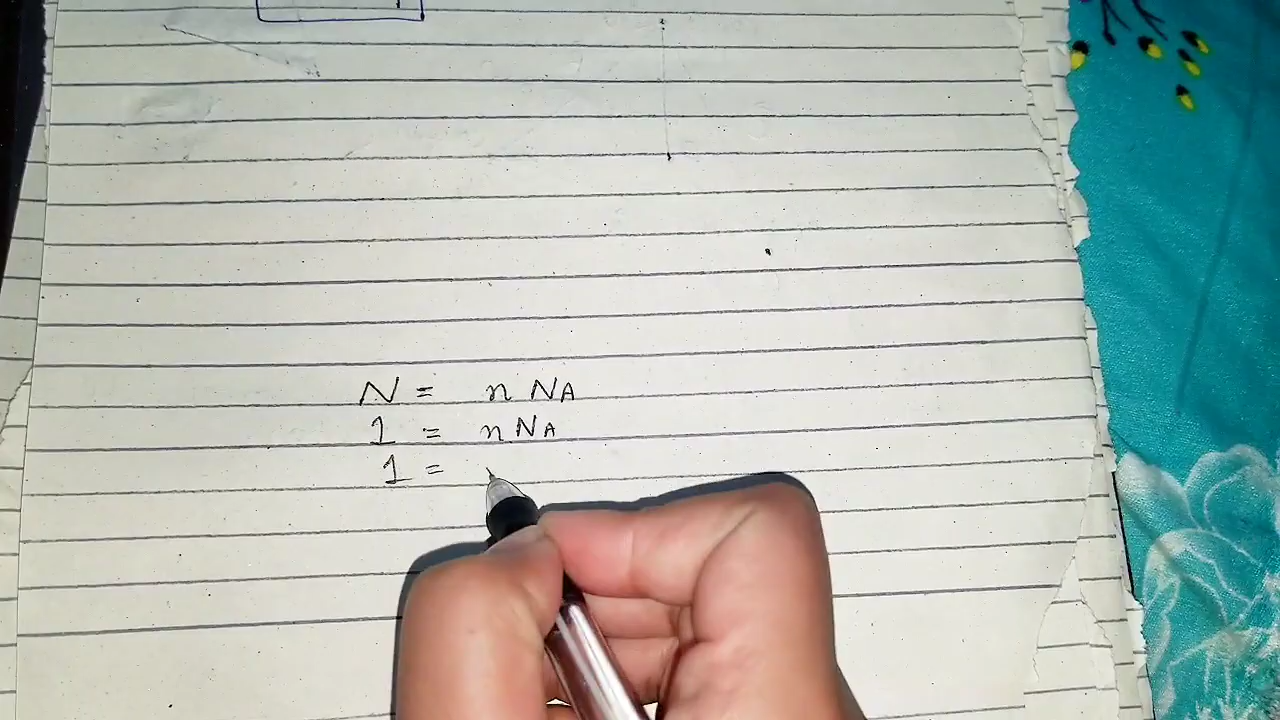 N = n NA
1 = n NA
1 =